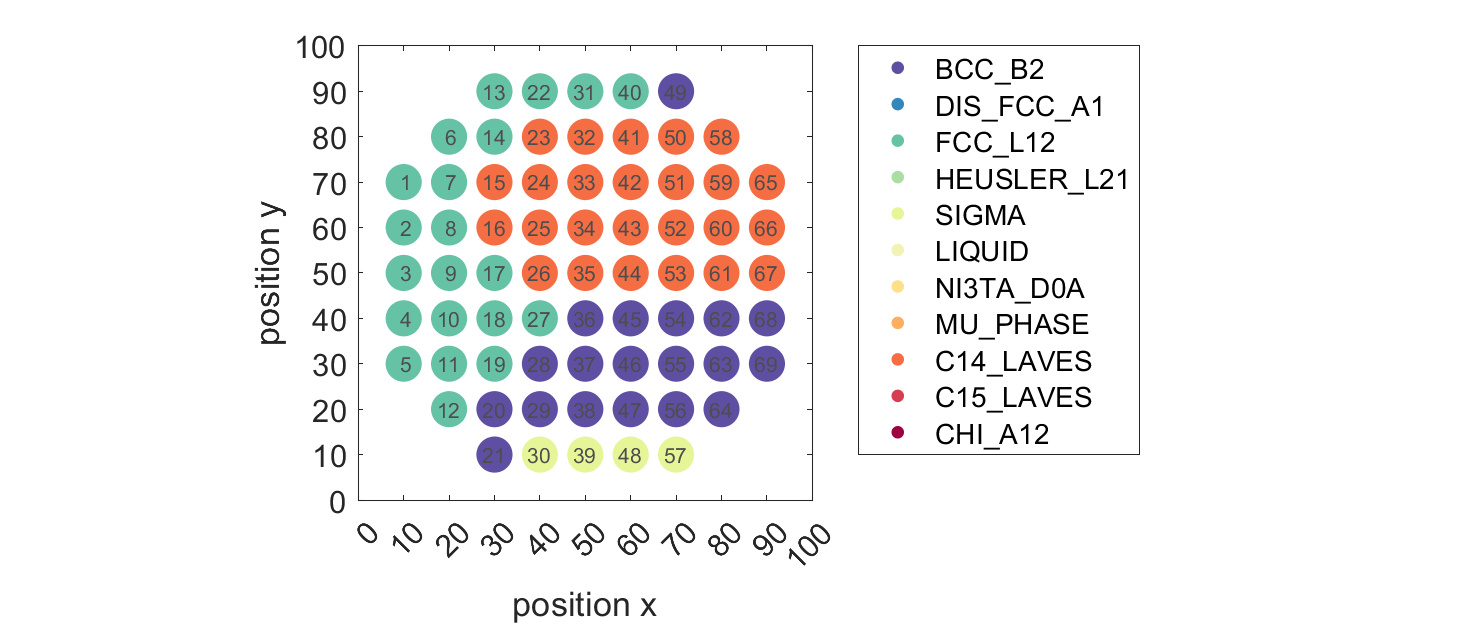 100
90
80
70
60
50
40
30
20
10
0
position y
13 22 31 40 49
6 14 23 32 41 50 58
1 7 15 24 33 42 51 59 65
2 8 16 25 34 43 52 60 66
3 9 17 26 35 44 53 61 67
4 10 18 27 36 45 54 62 68
5 11 19 28 37 46 55 63 69
12 20 29 38 47 56 64
21 30 39 48 57
0 10 20 30 40 50 60 70 80 90 100
position x
BCC_B2
DIS_FCC_A1
FCC_L12
HEUSLER_L21
SIGMA
LIQUID
NI3TA_D0A
MU_PHASE
C14_LAVES
C15_LAVES
CHI_A12